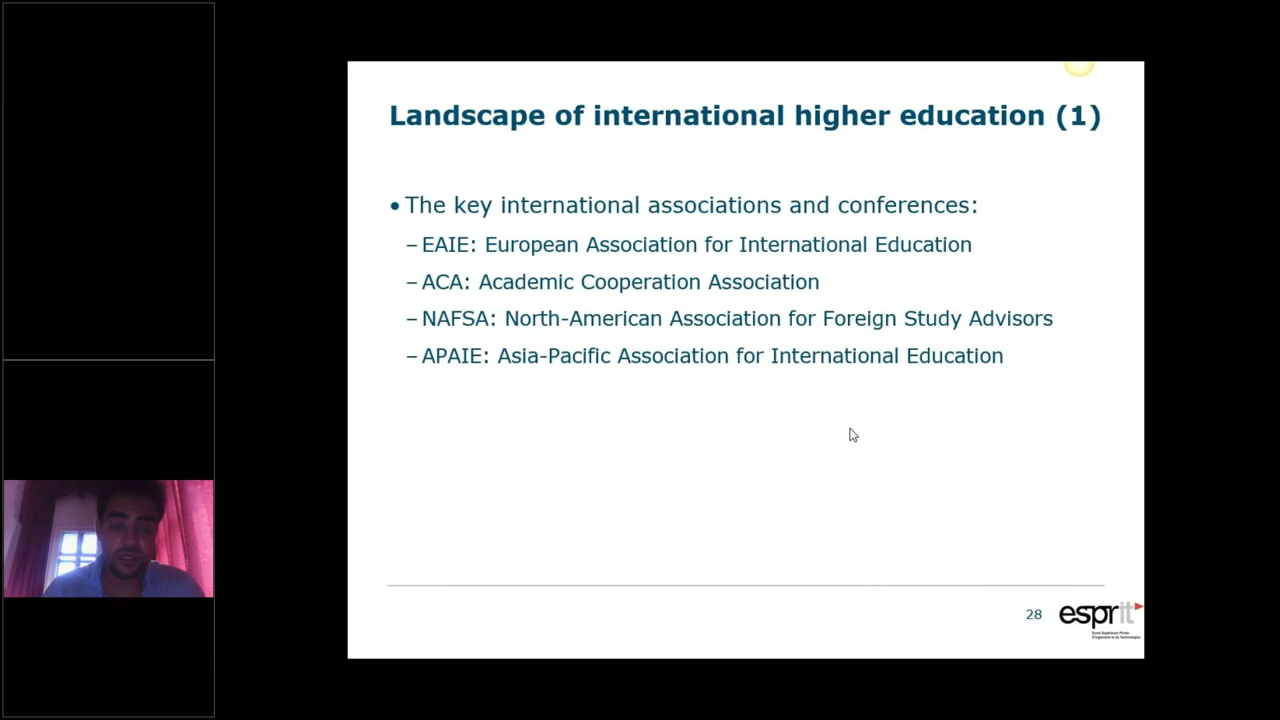 Landscape of international higher education (1)
• The key international associations and conferences:
– EAIE: European Association for International Education
– ACA: Academic Cooperation Association
– NAFSA: North-American Association for Foreign Study Advisors
– APAIE: Asia-Pacific Association for International Education
28
esprit